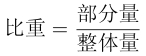 比重 = 部分量/整体量